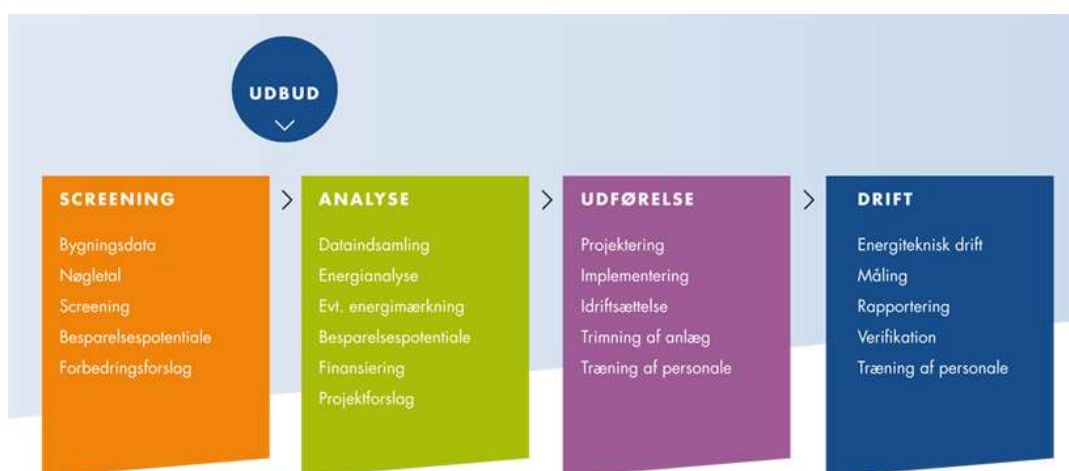 UDBUD
SCREENING
Bygningsdata
Nøgletal
Screening
Besparelsespotentiale
Forbedringsforslag
ANALYSE
Dataindsamling
Energianalyse
Evt. energimærkning
Besparelsespotentiale
Finansiering
Projektforslag
UDFØRELSE
Projektering
Implementering
Idriftsættelse
Trimning af anlæg
Træning af personale
DRIFT
Energiteknisk drift
Måling
Rapportering
Verifikation
Træning af personale